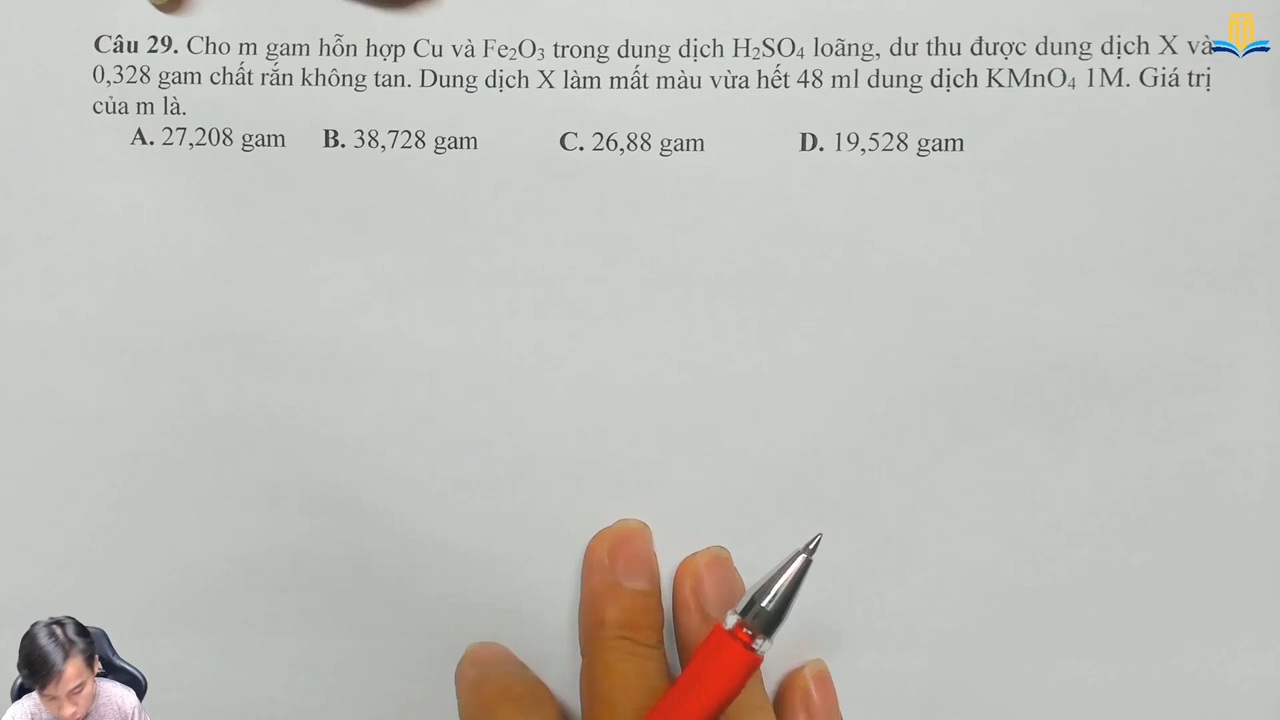 Câu 29. Cho m gam hỗn hợp Cu và Fe₂O₃ trong dung dịch H₂SO₄ loãng, dư thu được dung dịch X và
0,328 gam chất rắn không tan. Dung dịch X làm mất màu vừa hết 48 ml dung dịch KMnO₄ 1M. Giá trị
của m là.
A. 27,208 gam B. 38,728 gam C. 26,88 gam D. 19,528 gam